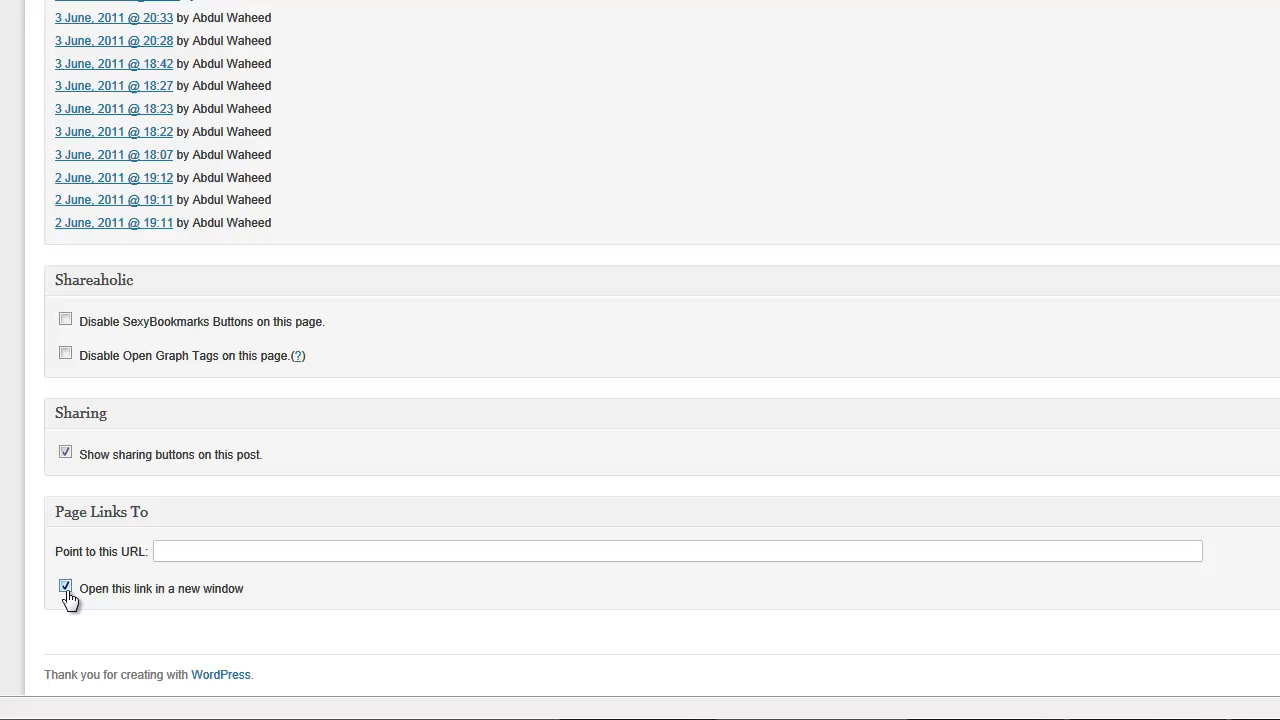 3 June, 2011 @ 20:33 by Abdul Waheed
3 June, 2011 @ 20:28 by Abdul Waheed
3 June, 2011 @ 18:42 by Abdul Waheed
3 June, 2011 @ 18:27 by Abdul Waheed
3 June, 2011 @ 18:23 by Abdul Waheed
3 June, 2011 @ 18:22 by Abdul Waheed
3 June, 2011 @ 18:07 by Abdul Waheed
2 June, 2011 @ 19:12 by Abdul Waheed
2 June, 2011 @ 19:11 by Abdul Waheed
2 June, 2011 @ 19:11 by Abdul Waheed
Shareaholic
Disable SexyBookmarks Buttons on this page.
Disable Open Graph Tags on this page.(?)
Sharing
Show sharing buttons on this post.
Page Links To
Point to this URL:
Open this link in a new window
Thank you for creating with WordPress.